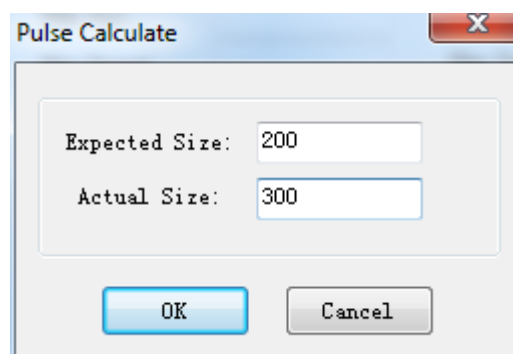 Pulse Calculate
Expected Size: 200
Actual Size: 300
OK Cancel